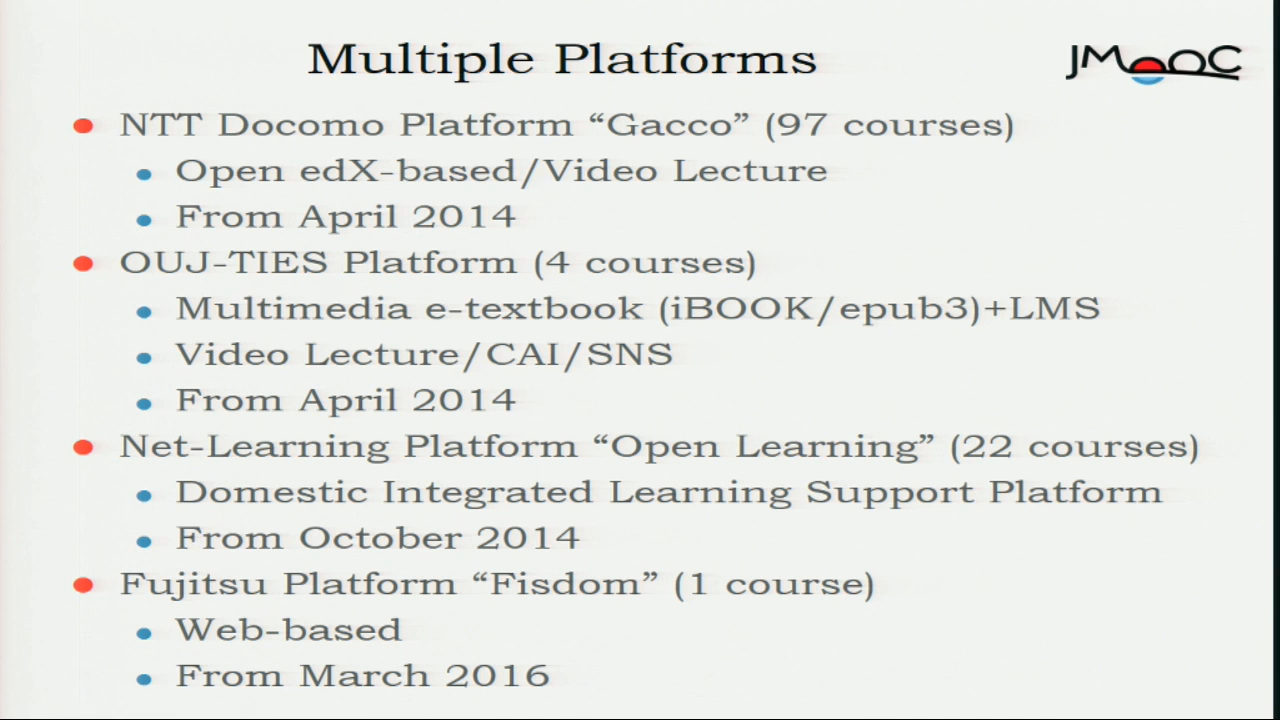 Multiple Platforms
JMOOC
NTT Docomo Platform “Gacco” (97 courses)
Open edX-based/Video Lecture
From April 2014
OUJ-TIES Platform (4 courses)
Multimedia e-textbook (iBOOK/epub3)+LMS
Video Lecture/CAI/SNS
From April 2014
Net-Learning Platform “Open Learning” (22 courses)
Domestic Integrated Learning Support Platform
From October 2014
Fujitsu Platform “Fisdom” (1 course)
Web-based
From March 2016